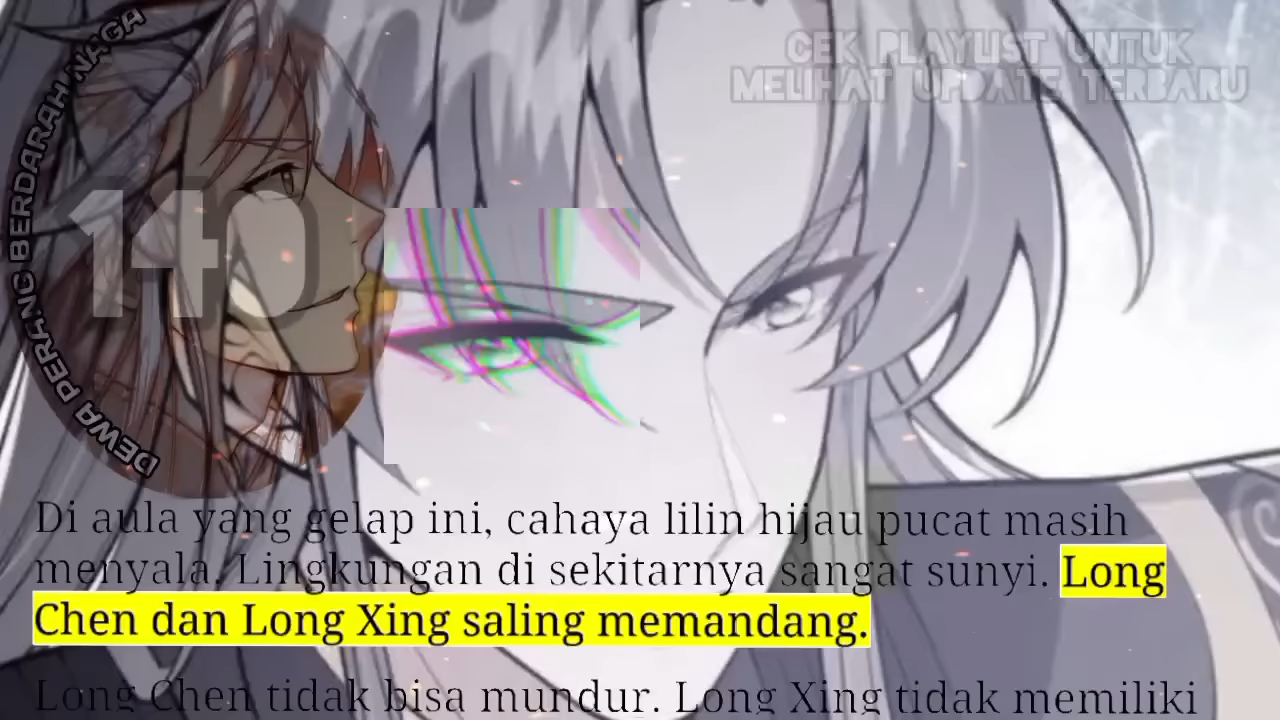 DEWA PERANG BERDARAH NAGA
140
CEK PLAYLIST UNTUK
MELIHAT UPDATE TERBARU
Di aula yang gelap ini, cahaya lilin hijau pucat masih
menyala. Lingkungan di sekitarnya sangat sunyi. Long
Chen dan Long Xing saling memandang.
Long Chen tidak bisa mundur. Long Xing tidak memiliki